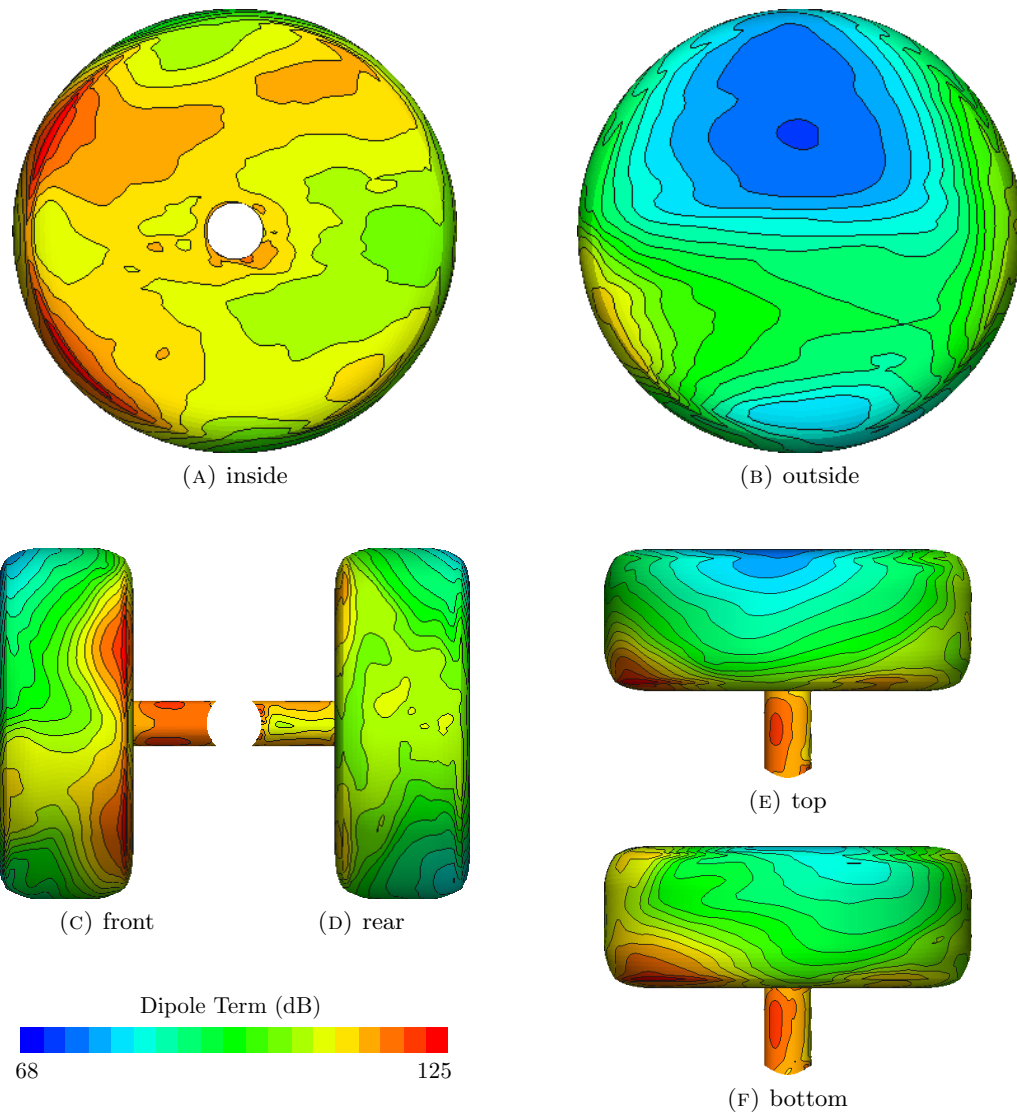 (A) inside
(B) outside
(C) front
(D) rear
(E) top
(F) bottom
Dipole Term (dB)
68
125